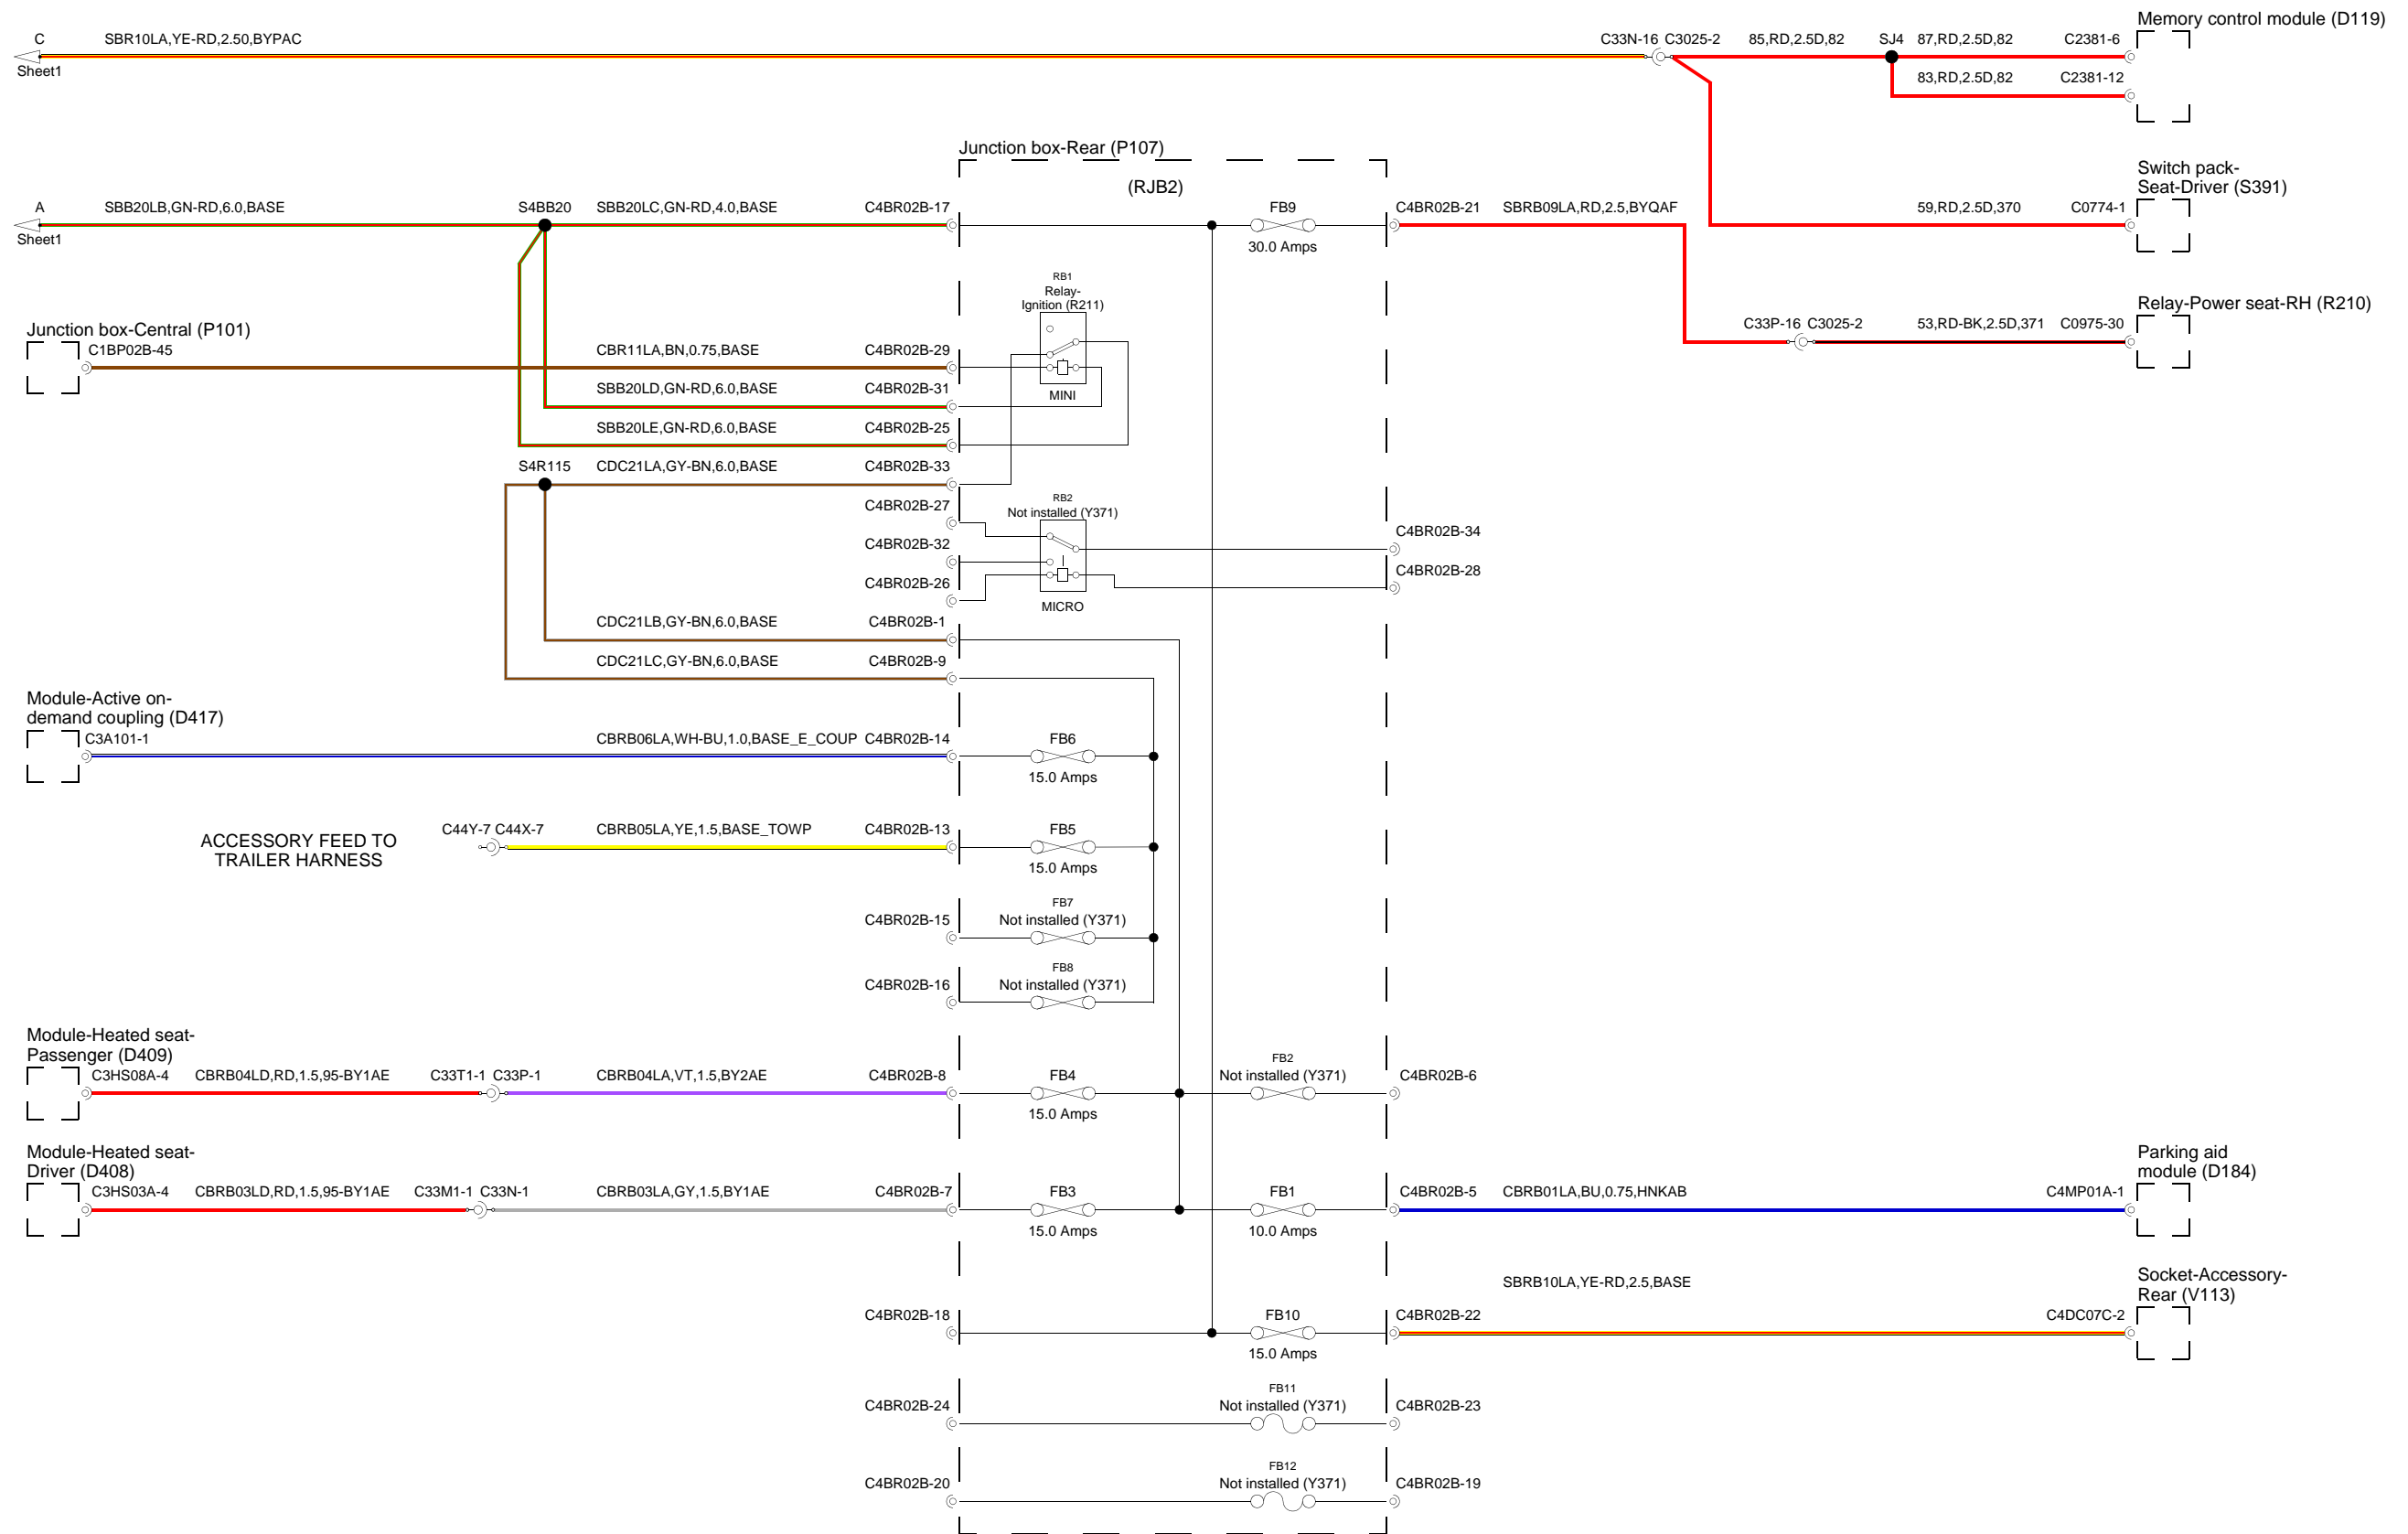 C SBR10LA,YE-RD,2.50,BYPAC C33N-16 C3025-2 85,RD,2.5D,82 SJ4 87,RD,2.5D,82 C2381-6 Memory control module (D119)
Sheet1
83,RD,2.5D,82 C2381-12
Junction box-Rear (P107)
(RJB2)
Switch pack-
Seat-Driver (S391)
A SBB20LB,GN-RD,6.0,BASE S4BB20 SBB20LC,GN-RD,4.0,BASE C4BR02B-17 FB9 C4BR02B-21 SBRB09LA,RD,2.5,BYQAF 59,RD,2.5D,370 C0774-1
Sheet1
30.0 Amps
RB1
Relay-
Ignition (R211)
Relay-Power seat-RH (R210)
C33P-16 C3025-2 53,RD-BK,2.5D,371 C0975-30
Junction box-Central (P101)
C1BP02B-45 CBR11LA,BN,0.75,BASE C4BR02B-29
SBB20LD,GN-RD,6.0,BASE C4BR02B-31
MINI
SBB20LE,GN-RD,6.0,BASE C4BR02B-25
S4R115 CDC21LA,GY-BN,6.0,BASE C4BR02B-33
RB2
C4BR02B-27 Not installed (Y371)
C4BR02B-34
C4BR02B-32
C4BR02B-28
C4BR02B-26
MICRO
CDC21LB,GY-BN,6.0,BASE C4BR02B-1
CDC21LC,GY-BN,6.0,BASE C4BR02B-9
Module-Active on-
demand coupling (D417)
C3A101-1 CBRB06LA,WH-BU,1.0,BASE_E_COUP C4BR02B-14 FB6
15.0 Amps
ACCESSORY FEED TO
TRAILER HARNESS
C44Y-7 C44X-7 CBRB05LA,YE,1.5,BASE_TOWP C4BR02B-13 FB5
15.0 Amps
FB7
C4BR02B-15 Not installed (Y371)
FB8
C4BR02B-16 Not installed (Y371)
Module-Heated seat-
Passenger (D409)
C3HS08A-4 CBRB04LD,RD,1.5,95-BY1AE C33T1-1 C33P-1 CBRB04LA,VT,1.5,BY2AE C4BR02B-8 FB4
15.0 Amps
FB2
Not installed (Y371) C4BR02B-6
Module-Heated seat-
Driver (D408)
C3HS03A-4 CBRB03LD,RD,1.5,95-BY1AE C33M1-1 C33N-1 CBRB03LA,GY,1.5,BY1AE C4BR02B-7 FB3
15.0 Amps
FB1 C4BR02B-5 CBRB01LA,BU,0.75,HNKAB C4MP01A-1
10.0 Amps
Parking aid
module (D184)
SBRB10LA,YE-RD,2.5,BASE
Socket-Accessory-
Rear (V113)
C4BR02B-18 FB10 C4BR02B-22 C4DC07C-2
15.0 Amps
FB11
C4BR02B-24 Not installed (Y371) C4BR02B-23
FB12
C4BR02B-20 Not installed (Y371) C4BR02B-19